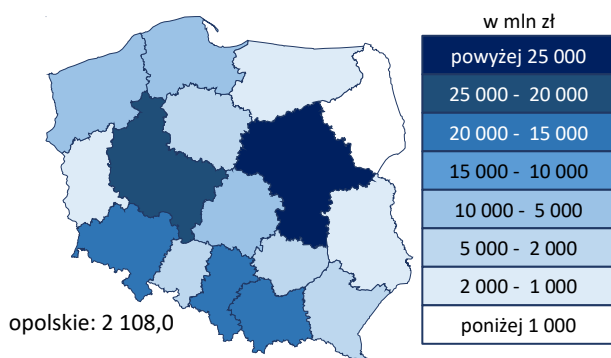 w mln zł
powyżej 25 000
25 000 - 20 000
20 000 - 15 000
15 000 - 10 000
10 000 - 5 000
5 000 - 2 000
2 000 - 1 000
poniżej 1 000
opolskie: 2 108,0